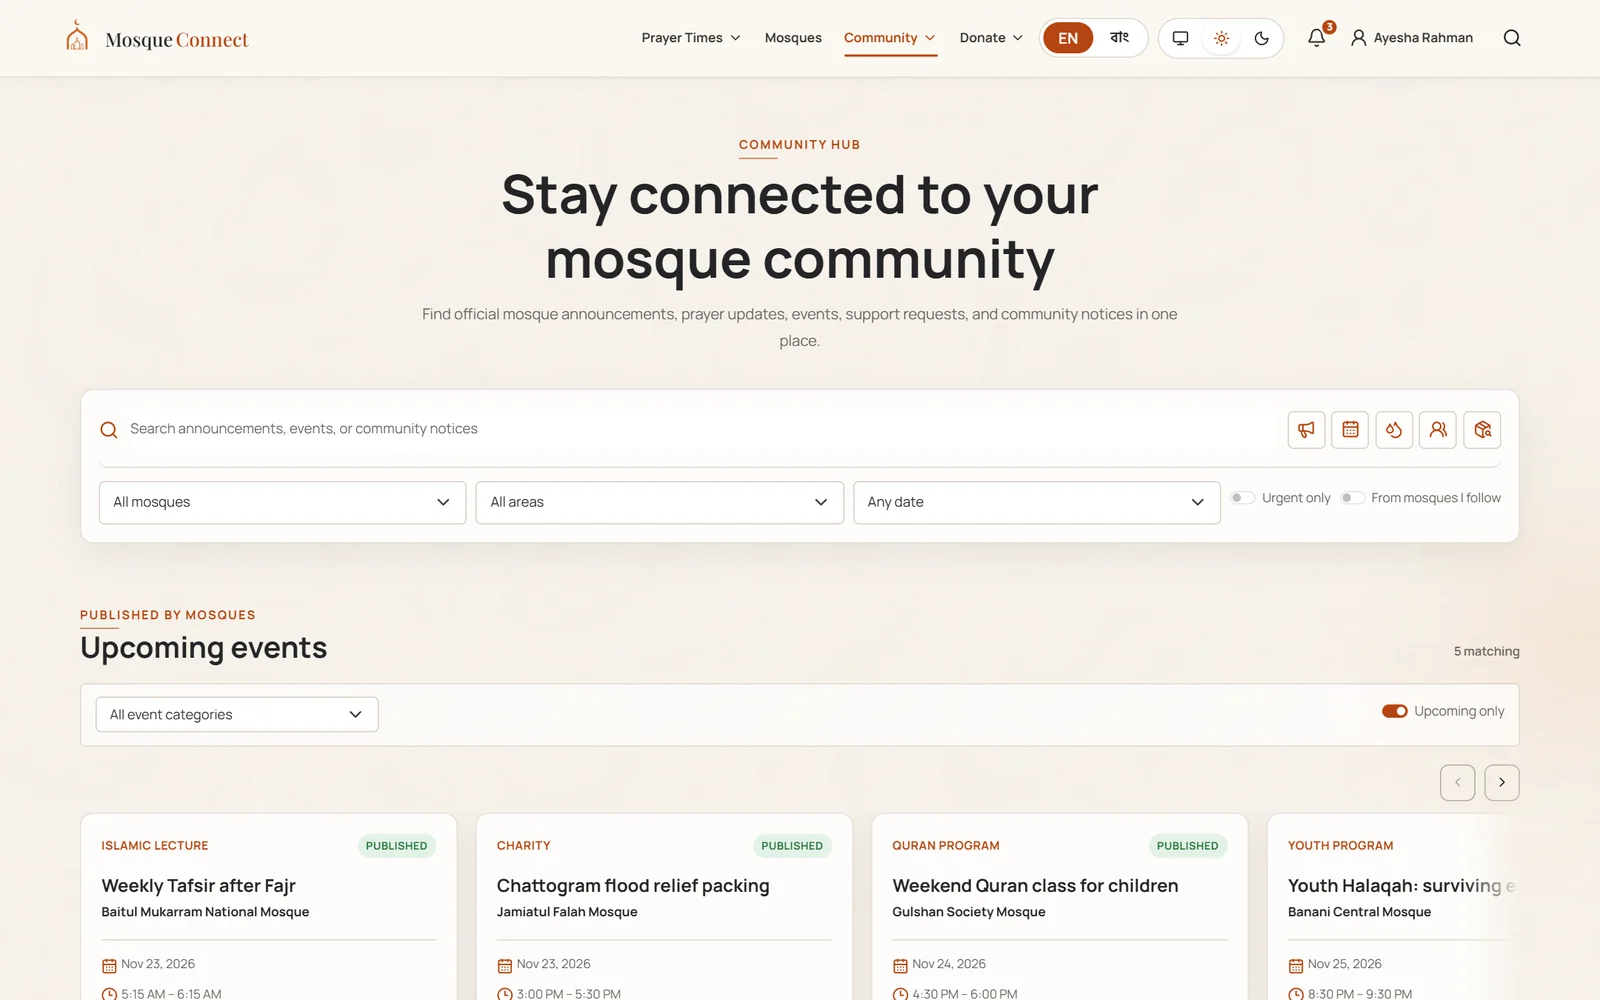 Mosque Connect
Prayer Times
Mosques
Community
Donate
EN
বাং
3
Ayesha Rahman
COMMUNITY HUB
Stay connected to your
mosque community
Find official mosque announcements, prayer updates, events, support requests, and community notices in one
place.
Search announcements, events, or community notices
All mosques
All areas
Any date
Urgent only
From mosques I follow
PUBLISHED BY MOSQUES
Upcoming events
5 matching
All event categories
Upcoming only
ISLAMIC LECTURE
PUBLISHED
Weekly Tafsir after Fajr
Baitul Mukarram National Mosque
Nov 23, 2026
5:15 AM – 6:15 AM
CHARITY
PUBLISHED
Chattogram flood relief packing
Jamiatul Falah Mosque
Nov 23, 2026
3:00 PM – 5:30 PM
QURAN PROGRAM
PUBLISHED
Weekend Quran class for children
Gulshan Society Mosque
Nov 24, 2026
4:30 PM – 6:00 PM
YOUTH PROGRAM
Youth Halaqah: surviving e
Banani Central Mosque
Nov 25, 2026
8:30 PM – 9:30 PM